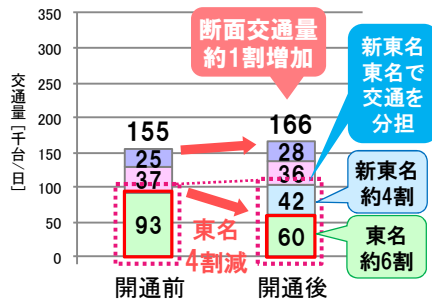 350
300
250
200
150
100
50
0
交通量[千台/日]
断面交通量
約1割増加
新東名
東名で
交通を
分担
155
166
25
37
93
28
36
42
60
東名
4割減
新東名
約4割
東名
約6割
開通前
開通後